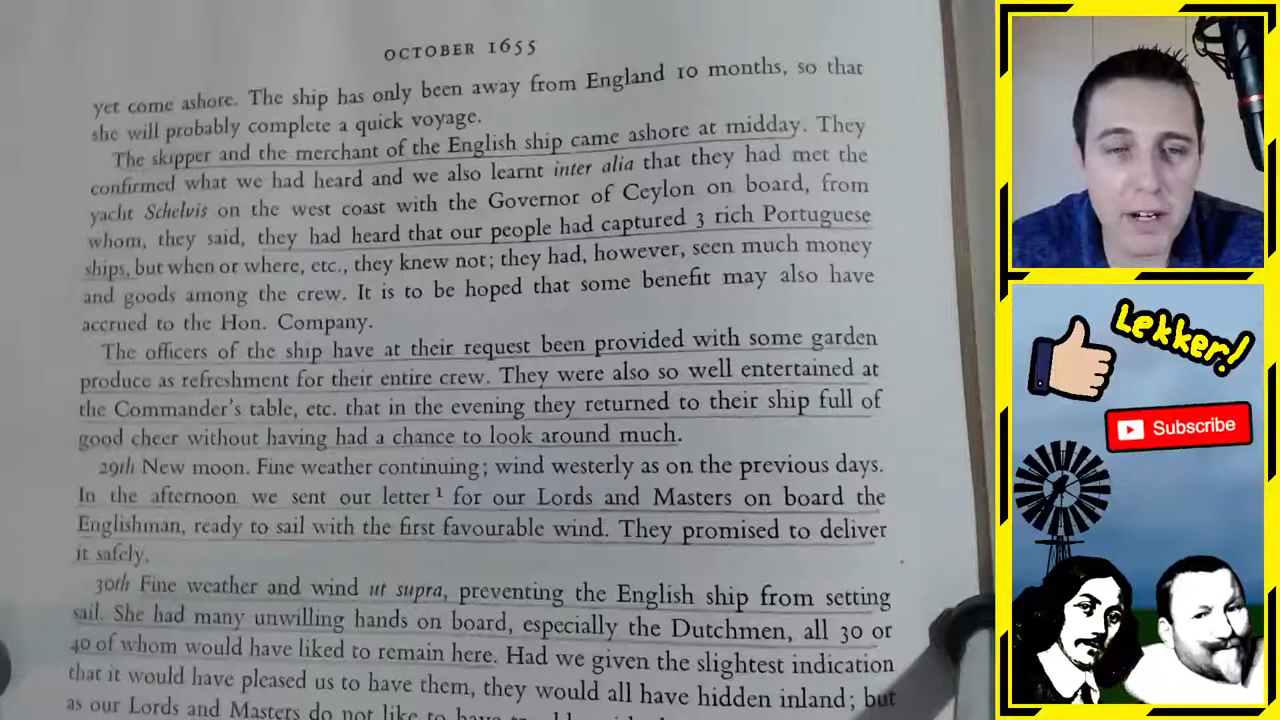 OCTOBER 1655
yet come ashore. The ship has only been away from England 10 months, so that
she will probably complete a quick voyage.
The skipper and the merchant of the English ship came ashore at midday. They
confirmed what we had heard and we also learnt inter alia that they had met the
yacht Schelvis on the west coast with the Governor of Ceylon on board, from
whom, they said, they had heard that our people had captured 3 rich Portuguese
ships, but when or where, etc., they knew not; they had, however, seen much money
and goods among the crew. It is to be hoped that some benefit may also have
accrued to the Hon. Company.
The officers of the ship have at their request been provided with some garden
produce as refreshment for their entire crew. They were also so well entertained at
the Commander's table, etc. that in the evening they returned to their ship full of
good cheer without having had a chance to look around much.
29th New moon. Fine weather continuing; wind westerly as on the previous days.
In the afternoon we sent our letter¹ for our Lords and Masters on board the
Englishman, ready to sail with the first favourable wind. They promised to deliver
it safely.
30th Fine weather and wind ut supra, preventing the English ship from setting
sail. She had many unwilling hands on board, especially the Dutchmen, all 30 or
40 of whom would have liked to remain here. Had we given the slightest indication
that it would have pleased us to have them, they would all have hidden inland; but
as our Lords and Masters do not like to have
Lekker!
Subscribe